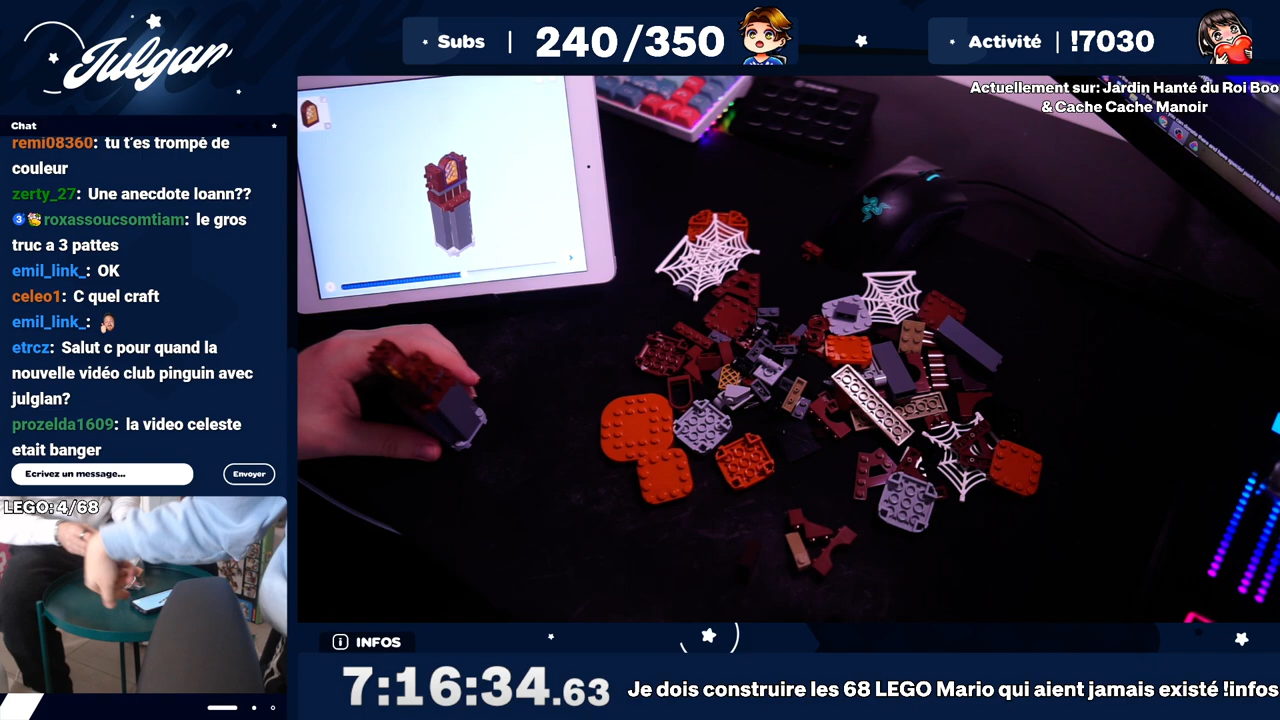 Julgan
Subs | 240/350
Activité | !7030
Actuellement sur: Jardin Hanté du Roi Boo
& Cache Cache Manoir
Chat
remi08360: tu t'es trompé de
couleur
zerty_27: Une anecdote loann??
3 roxassoucsomtiam: le gros
truc a 3 pattes
emil_link_: OK
celeo1: C quel craft
emil_link_:
etrcz: Salut c pour quand la
nouvelle vidéo club pinguin avec
julglan?
prozelda1609: la video celeste
etait banger
Ecrivez un message...
Envoyer
LEGO: 4/68
INFOS
7:16:34.63
Je dois construire les 68 LEGO Mario qui aient jamais existé !infos